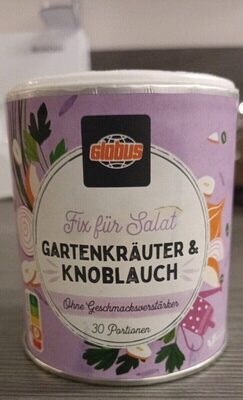 Globus
Fix für Salat
GARTENKRÄUTER &
KNOBLAUCH
Ohne Geschmacksverstärker
30 Portionen